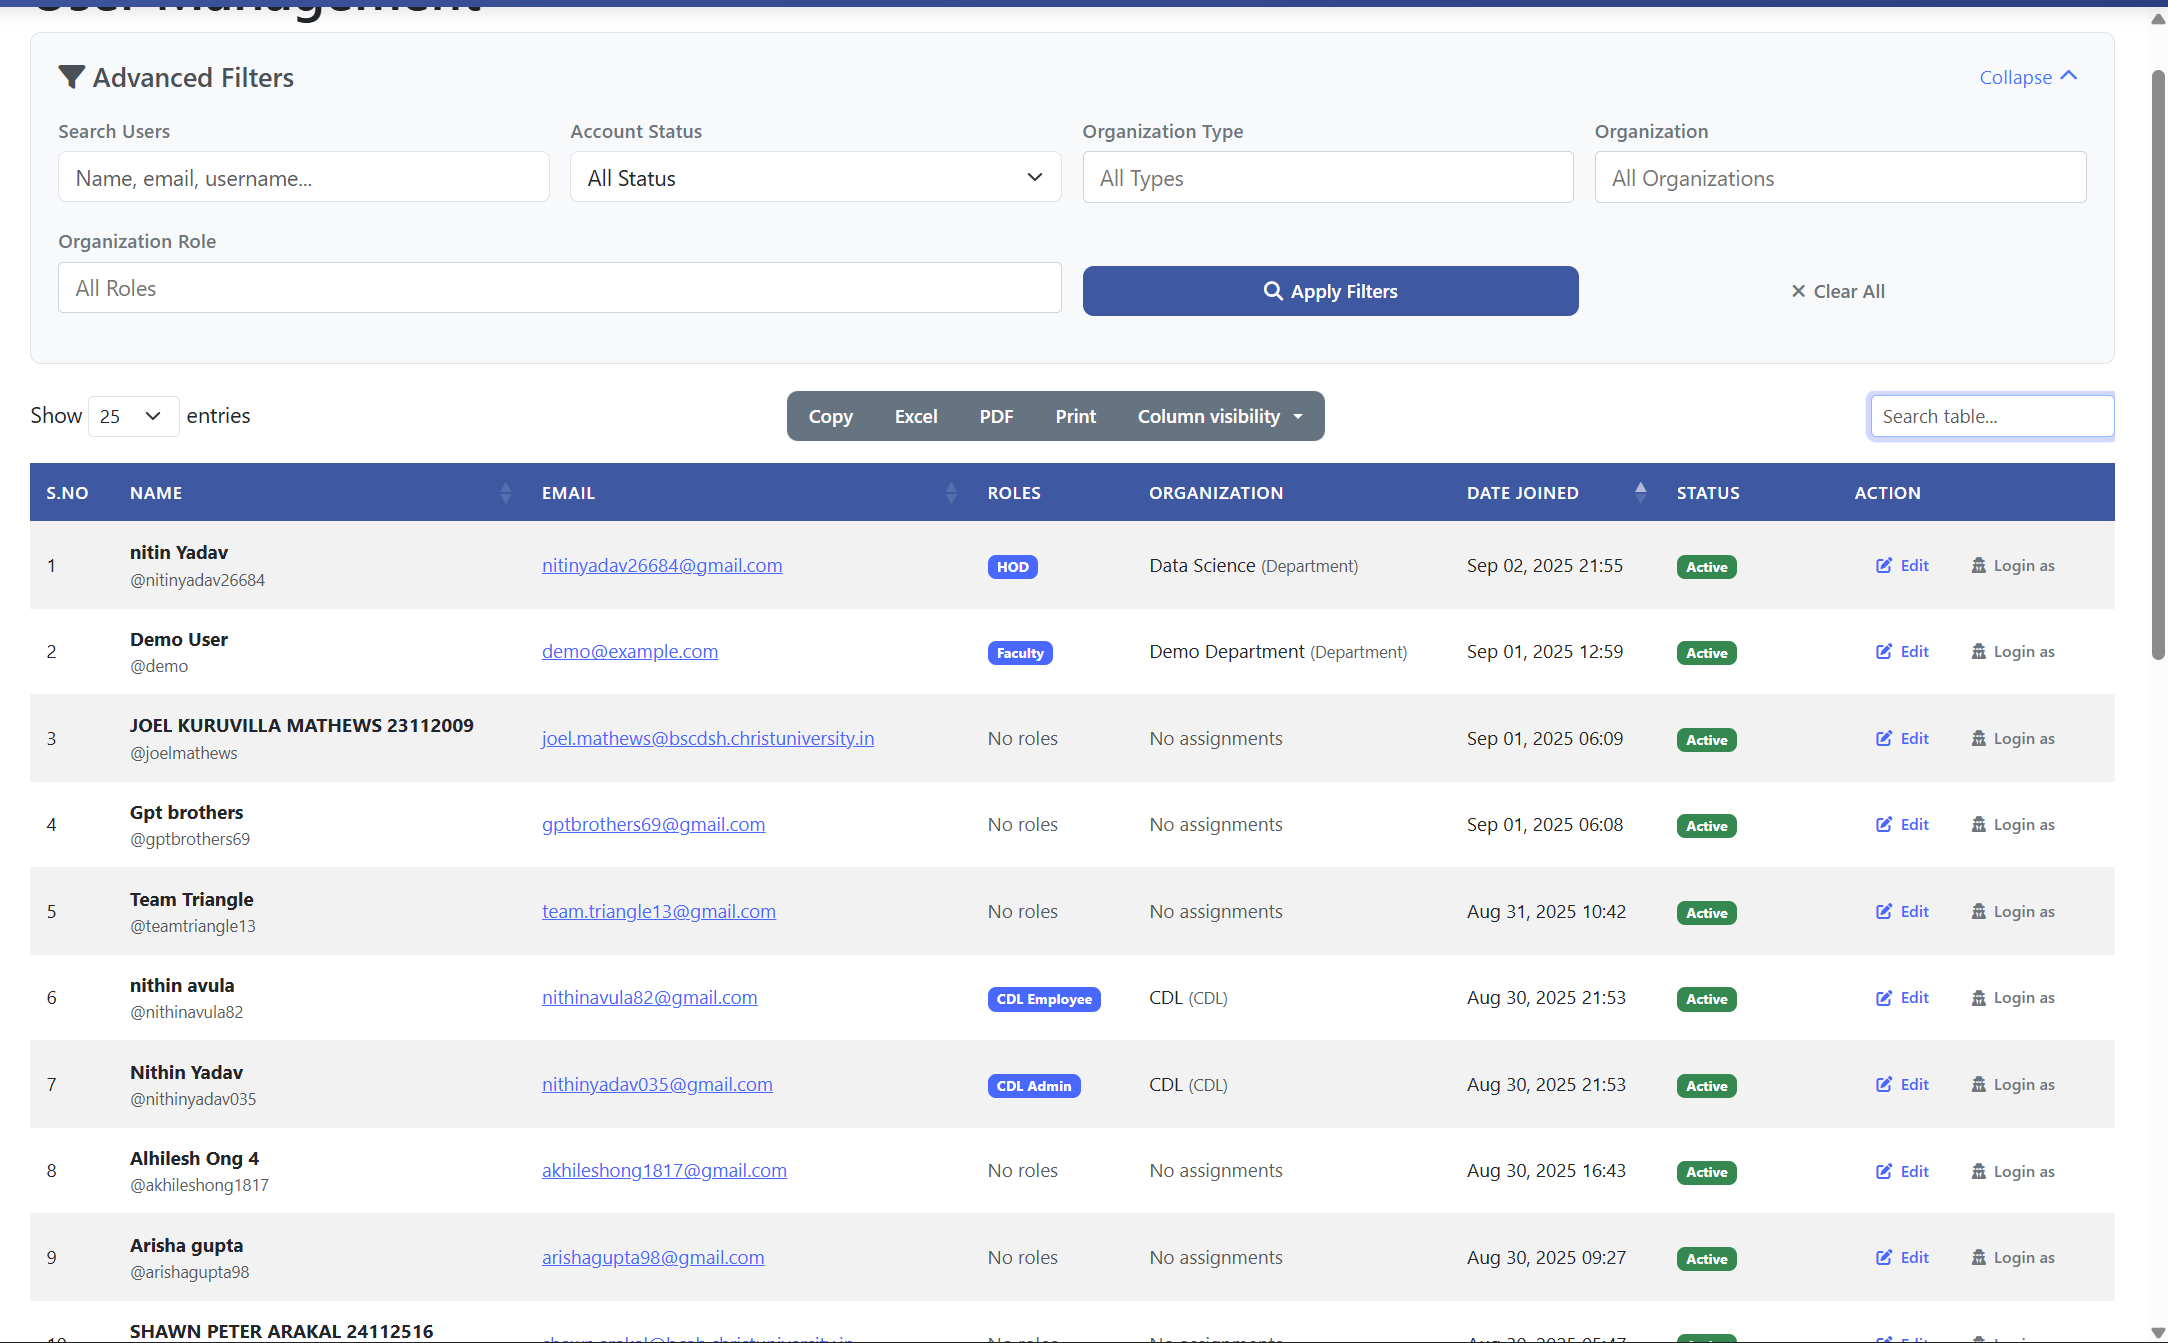 User Management
Advanced Filters
Collapse
Search Users
Account Status
Organization Type
Organization
Name, email, username...
All Status
All Types
All Organizations
Organization Role
All Roles
Apply Filters
Clear All
Show 25 entries
Copy Excel PDF Print Column visibility
Search table...
S.NO NAME EMAIL ROLES ORGANIZATION DATE JOINED STATUS ACTION
1 nitin Yadav @nitinyadav26684 nitinyadav26684@gmail.com HOD Data Science (Department) Sep 02, 2025 21:55 Active Edit Login as
2 Demo User @demo demo@example.com Faculty Demo Department (Department) Sep 01, 2025 12:59 Active Edit Login as
3 JOEL KURUVILLA MATHEWS 23112009 @joelmathews joel.mathews@bscdsh.christuniversity.in No roles No assignments Sep 01, 2025 06:09 Active Edit Login as
4 Gpt brothers @gptbrothers69 gptbrothers69@gmail.com No roles No assignments Sep 01, 2025 06:08 Active Edit Login as
5 Team Triangle @teamtriangle13 team.triangle13@gmail.com No roles No assignments Aug 31, 2025 10:42 Active Edit Login as
6 nithin avula @nithinavula82 nithinavula82@gmail.com CDL Employee CDL (CDL) Aug 30, 2025 21:53 Active Edit Login as
7 Nithin Yadav @nithinyadav035 nithinyadav035@gmail.com CDL Admin CDL (CDL) Aug 30, 2025 21:53 Active Edit Login as
8 Alhilesh Ong 4 @akhileshong1817 akhileshong1817@gmail.com No roles No assignments Aug 30, 2025 16:43 Active Edit Login as
9 Arisha gupta @arishagupta98 arishagupta98@gmail.com No roles No assignments Aug 30, 2025 09:27 Active Edit Login as
SHAWN PETER ARAKAL 24112516